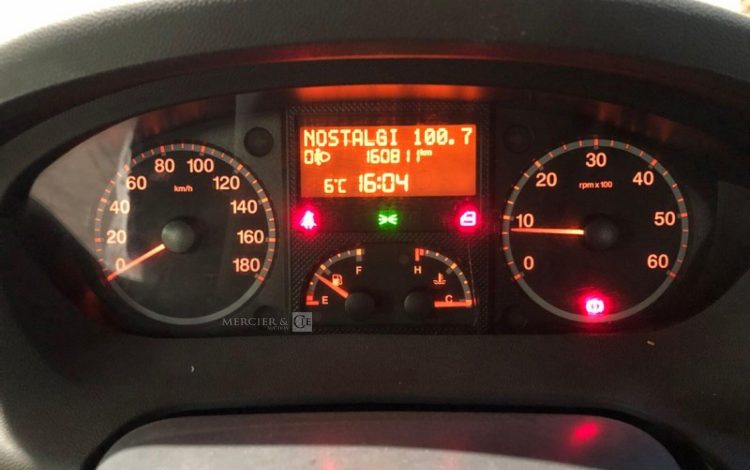 NOSTALGI 100.7
160811 km
6°C 16:04
0 20 40 60 80 100 120 140 160 180
km/h
0 10 20 30 40 50 60
rpm x 100
E F
H C
MERCIER & CIE
AUCTION